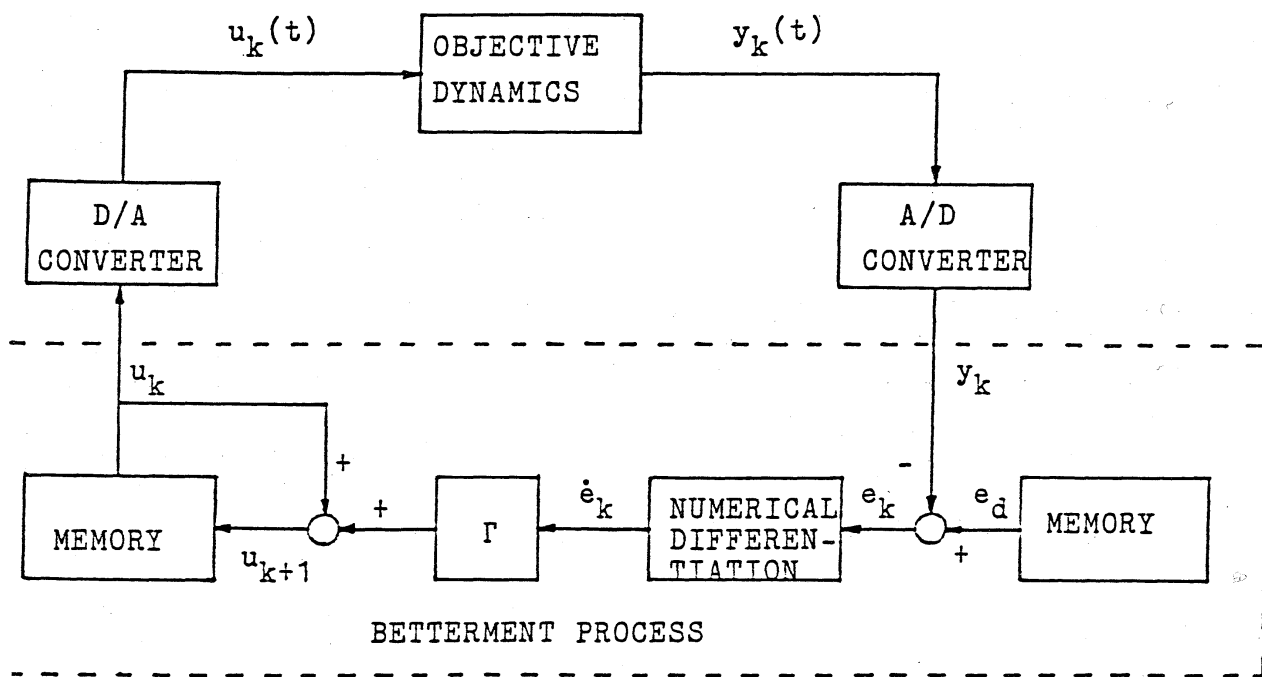 u_k(t)
OBJECTIVE
DYNAMICS
y_k(t)
D/A
CONVERTER
A/D
CONVERTER
u_k
y_k
+
-
MEMORY
u_{k+1}
+
Γ
ė_k
NUMERICAL
DIFFEREN-
TIATION
e_k
e_d
+
MEMORY
BETTERMENT PROCESS